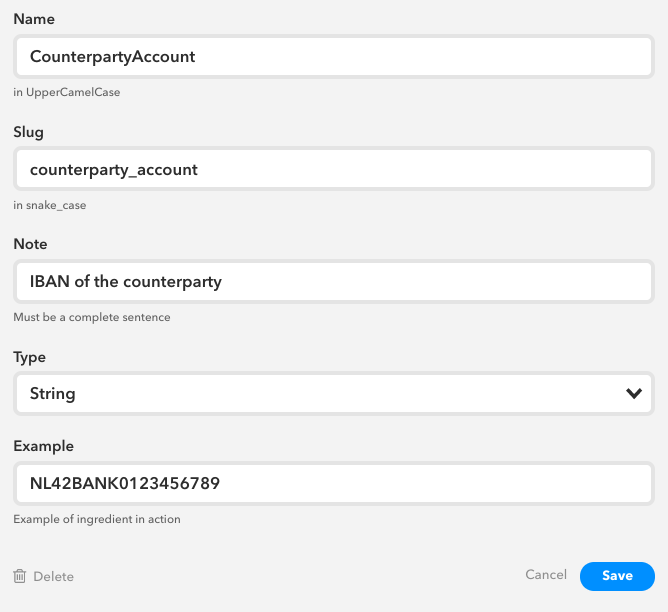 Name
CounterpartyAccount
in UpperCamelCase
Slug
counterparty_account
in snake_case
Note
IBAN of the counterparty
Must be a complete sentence
Type
String
Example
NL42BANK0123456789
Example of ingredient in action
Delete
Cancel
Save